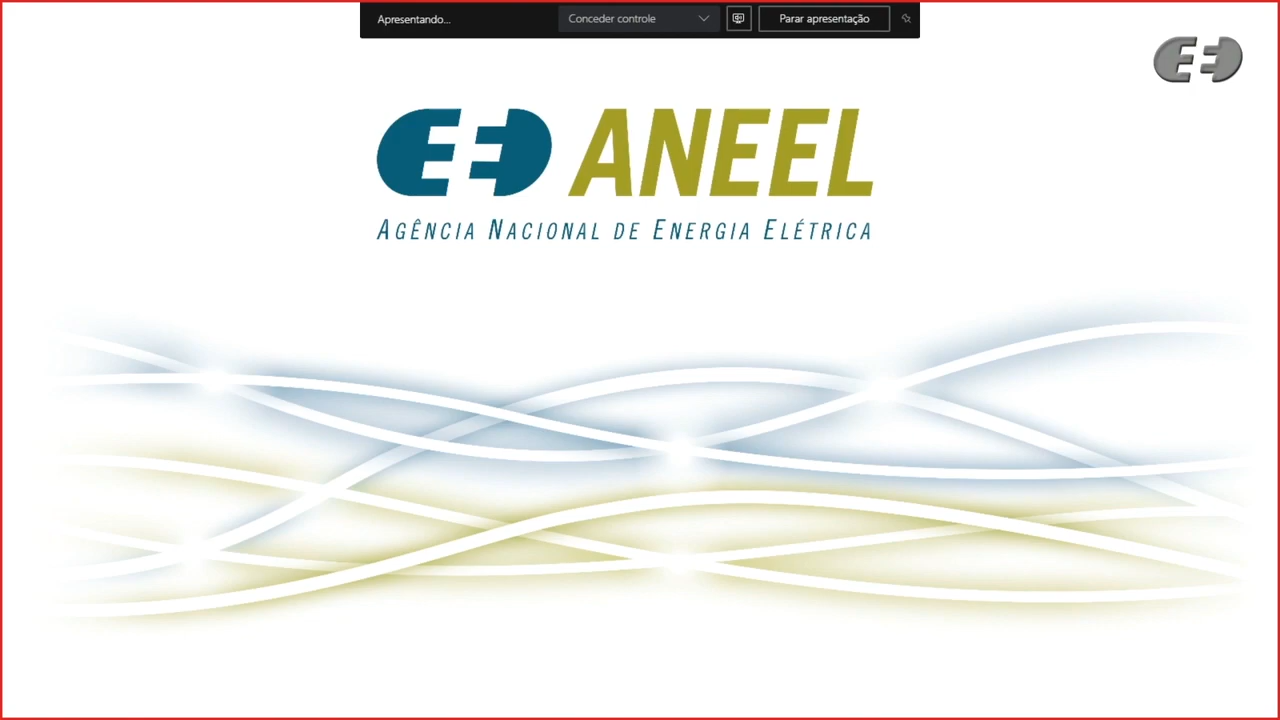 Apresentando...
Conceder controle
Parar apresentação
ANEEL
AGÊNCIA NACIONAL DE ENERGIA ELÉTRICA